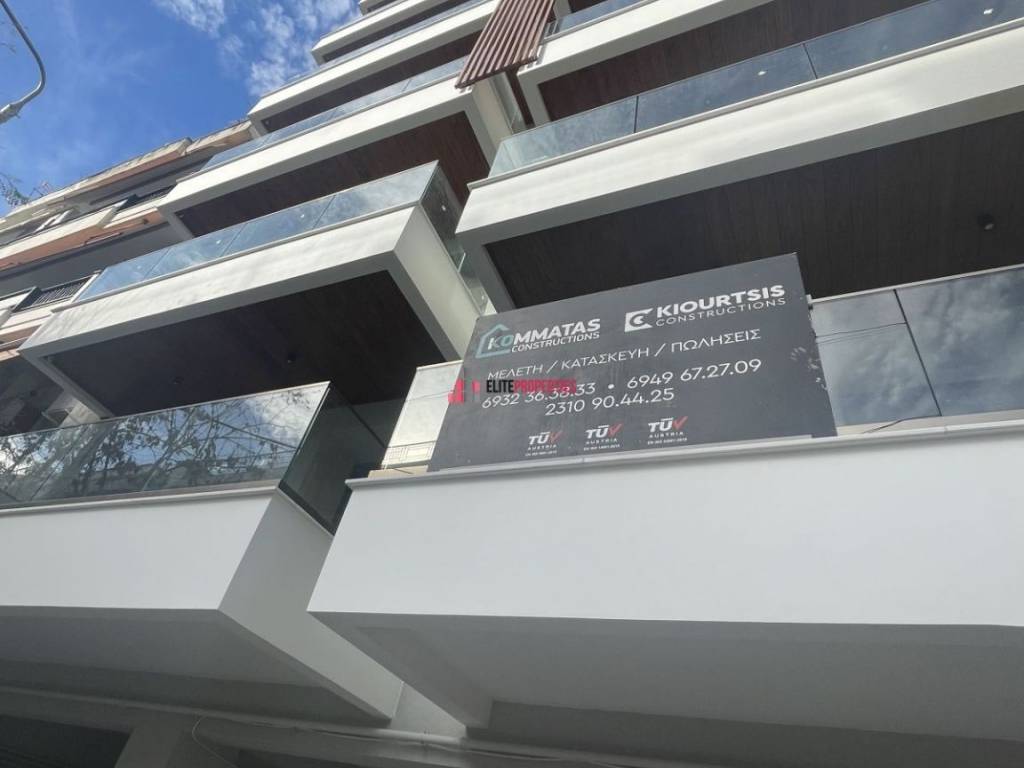 KOMMATAS
CONSTRUCTIONS
KIOURTSIS
CONSTRUCTIONS
ΜΕΛΕΤΗ / ΚΑΤΑΣΚΕΥΗ / ΠΩΛΗΣΕΙΣ
ELITEPROPERTIES
6932 36.38.33 • 6949 67.27.09
2310 90.44.25
TÜV TÜV TÜV
AUSTRIA AUSTRIA AUSTRIA